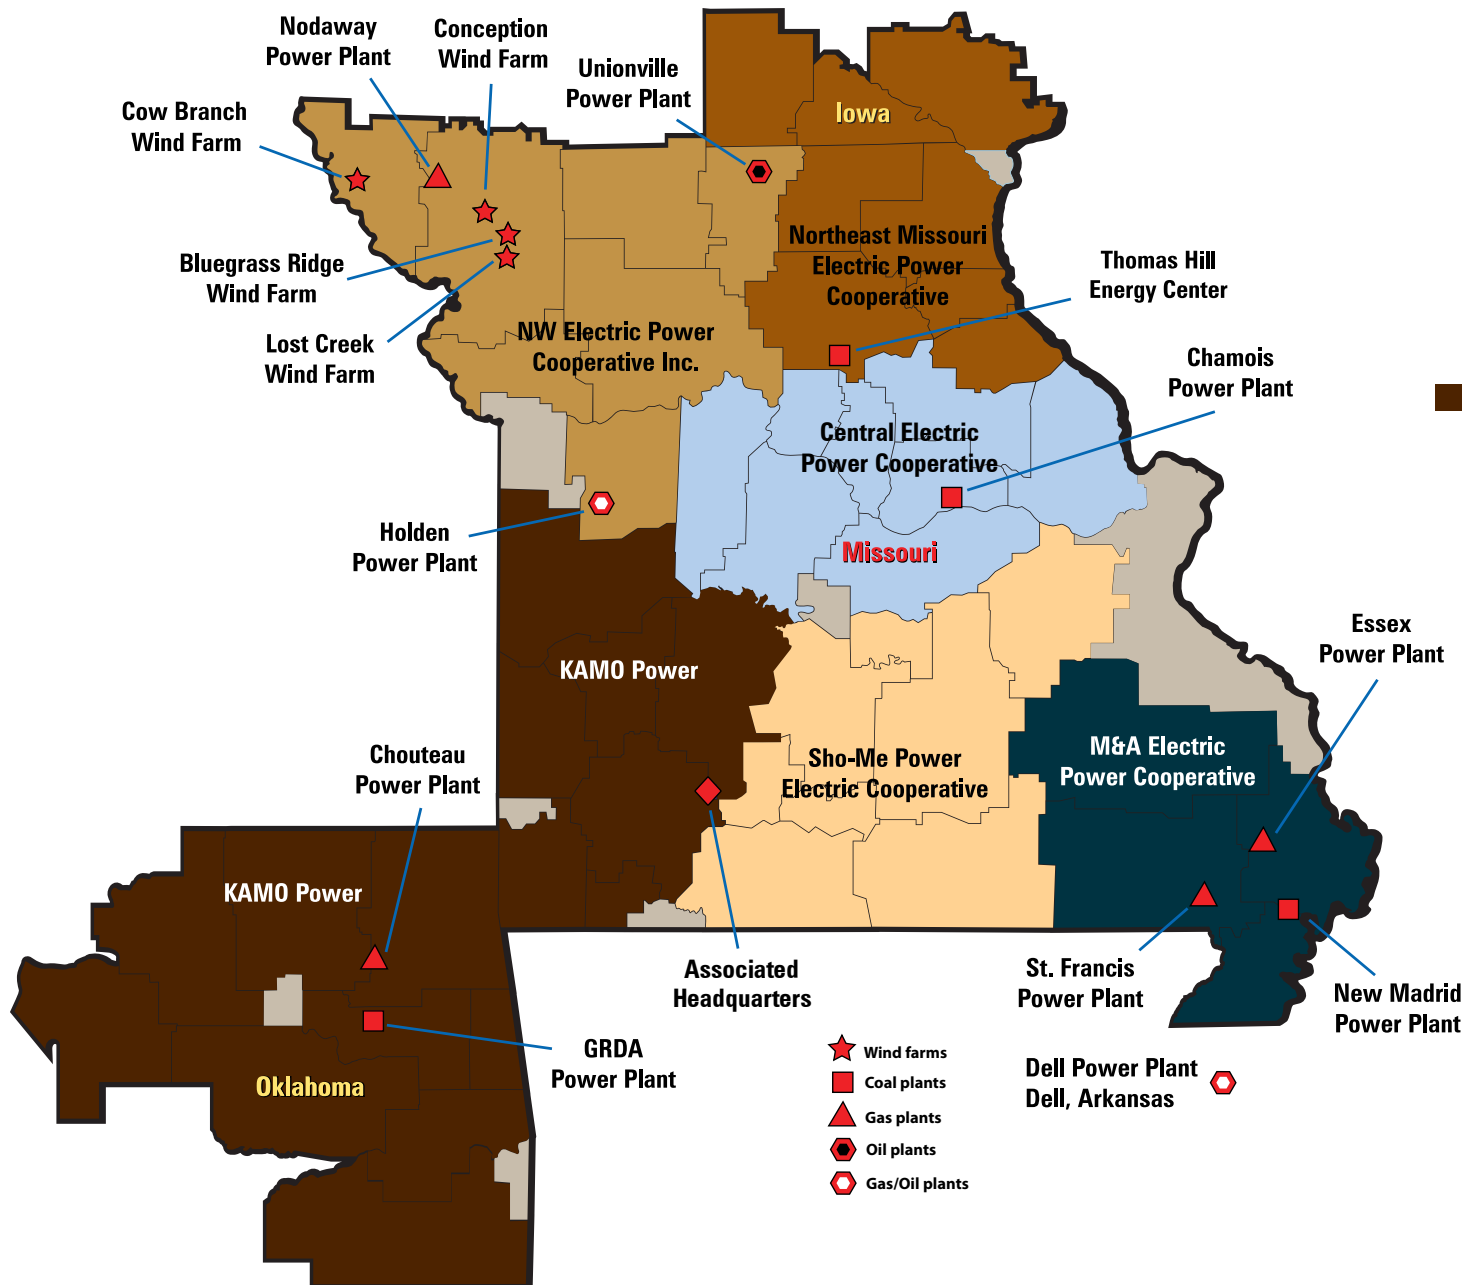 Nodaway
Power Plant
Conception
Wind Farm
Unionville
Power Plant
Cow Branch
Wind Farm
Iowa
Northeast Missouri
Electric Power
Cooperative
Bluegrass Ridge
Wind Farm
Thomas Hill
Energy Center
Lost Creek
Wind Farm
NW Electric Power
Cooperative Inc.
Chamois
Power Plant
Central Electric
Power Cooperative
Holden
Power Plant
Missouri
Essex
Power Plant
KAMO Power
Chouteau
Power Plant
Sho-Me Power
Electric Cooperative
M&A Electric
Power Cooperative
KAMO Power
Associated
Headquarters
St. Francis
Power Plant
New Madrid
Power Plant
GRDA
Power Plant
Oklahoma
Wind farms
Coal plants
Gas plants
Oil plants
Gas/Oil plants
Dell Power Plant
Dell, Arkansas